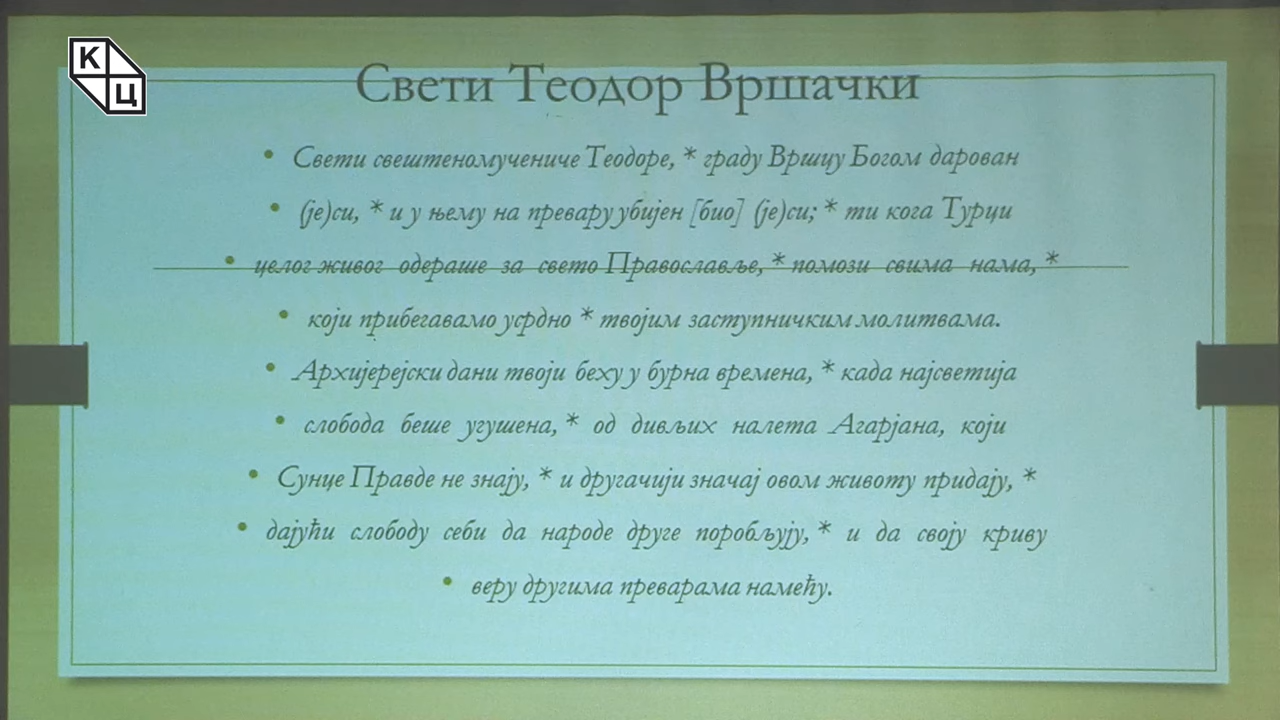 КЦ
Свети Теодор Вршачки
• Свети свештеномучениче Теодоре, * граду Вршцу Богом дарован
• (је)си, * и у њему на превару убијен [био] (је)си; * ти кога Турци
• целог живог одераше за свето Православље, * помози свима нама, *
• који прибегавамо усрдно * твојим заступничким молитвама.
• Архијерејски дани твоји беху у бурна времена, * када најсветија
• слобода беше угушена, * од дивљих налета Агарјана, који
• Сунце Правде не знају, * и другачији значај овом животу придају, *
• дајући слободу себи да народе друге поробљују, * и да своју криву
• веру другима преварама намећу.